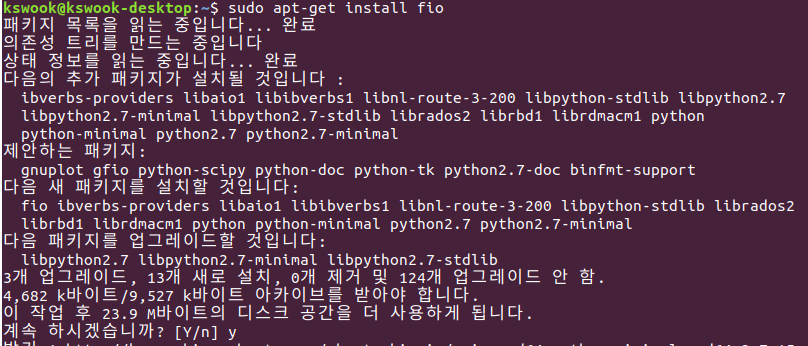 kswook@kswook-desktop:~$ sudo apt-get install fio
패키지 목록을 읽는 중입니다... 완료
의존성 트리를 만드는 중입니다
상태 정보를 읽는 중입니다... 완료
다음의 추가 패키지가 설치될 것입니다 :
ibverbs-providers libaio1 libibverbs1 libnl-route-3-200 libpython-stdlib libpython2.7
libpython2.7-minimal libpython2.7-stdlib librados2 librbd1 librdmacm1 python
python-minimal python2.7 python2.7-minimal
제안하는 패키지:
gnuplot gfio python-scipy python-doc python-tk python2.7-doc binfmt-support
다음 새 패키지를 설치할 것입니다:
fio ibverbs-providers libaio1 libibverbs1 libnl-route-3-200 libpython-stdlib librados2
librbd1 librdmacm1 python python-minimal python2.7 python2.7-minimal
다음 패키지를 업그레이드할 것입니다:
libpython2.7 libpython2.7-minimal libpython2.7-stdlib
3개 업그레이드, 13개 새로 설치, 0개 제거 및 124개 업그레이드 안 함.
4,682 k바이트/9,527 k바이트 아카이브를 받아야 합니다.
이 작업 후 23.9 M바이트의 디스크 공간을 더 사용하게 됩니다.
계속 하시겠습니까? [Y/n] y